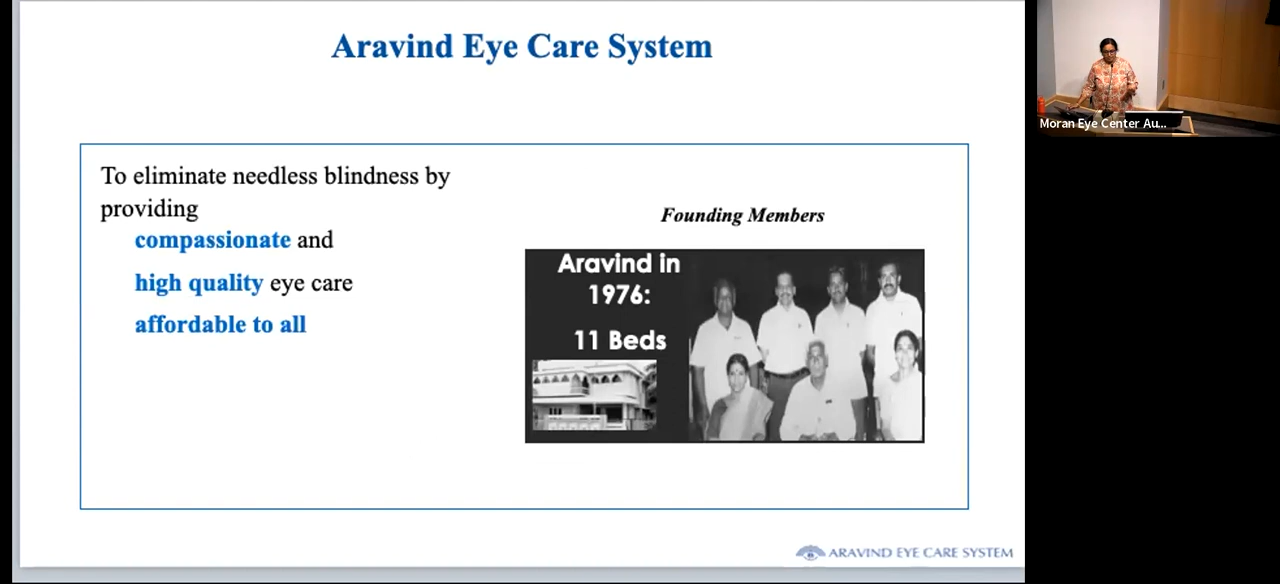 Aravind Eye Care System
To eliminate needless blindness by
providing
compassionate and
high quality eye care
affordable to all
Founding Members
Aravind in
1976:
11 Beds
ARAVIND EYE CARE SYSTEM
Moran Eye Center Au...